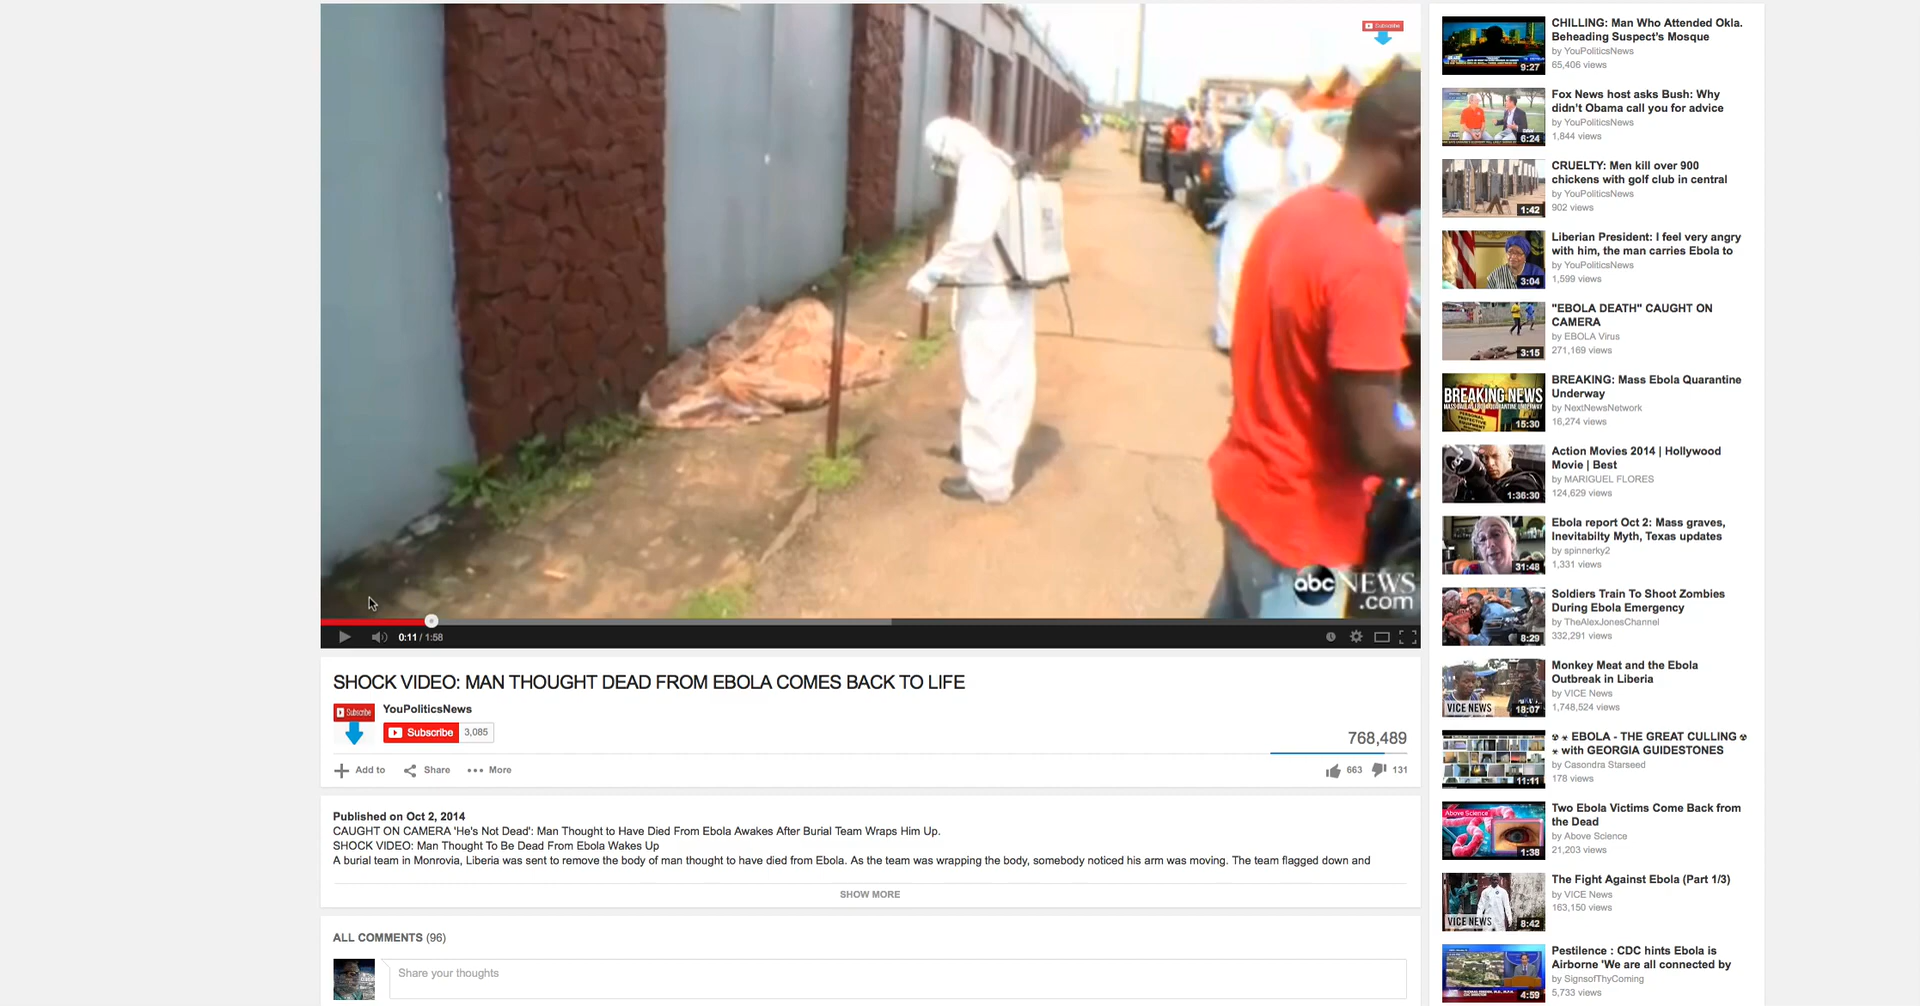 Subscribe
abc NEWS
.com
0:11 / 1:58
SHOCK VIDEO: MAN THOUGHT DEAD FROM EBOLA COMES BACK TO LIFE
Subscribe
YouPoliticsNews
Subscribe 3,085
768,489
Add to Share More
663 131
Published on Oct 2, 2014
CAUGHT ON CAMERA 'He's Not Dead': Man Thought to Have Died From Ebola Awakes After Burial Team Wraps Him Up.
SHOCK VIDEO: Man Thought To Be Dead From Ebola Wakes Up
A burial team in Monrovia, Liberia was sent to remove the body of man thought to have died from Ebola. As the team was wrapping the body, somebody noticed his arm was moving. The team flagged down and
SHOW MORE
ALL COMMENTS (96)
Share your thoughts
9:27
CHILLING: Man Who Attended Okla.
Beheading Suspect's Mosque
by YouPoliticsNews
65,406 views
6:24
Fox News host asks Bush: Why
didn't Obama call you for advice
by YouPoliticsNews
1,844 views
1:42
CRUELTY: Men kill over 900
chickens with golf club in central
by YouPoliticsNews
902 views
3:04
Liberian President: I feel very angry
with him, the man carries Ebola to
by YouPoliticsNews
1,599 views
3:15
"EBOLA DEATH" CAUGHT ON
CAMERA
by EBOLA Virus
271,169 views
BREAKING NEWS
15:30
BREAKING: Mass Ebola Quarantine
Underway
by NextNewsNetwork
16,274 views
1:36:30
Action Movies 2014 | Hollywood
Movie | Best
by MARIGUEL FLORES
124,629 views
31:48
Ebola report Oct 2: Mass graves,
Inevitabilty Myth, Texas updates
by spinnerky2
1,331 views
8:29
Soldiers Train To Shoot Zombies
During Ebola Emergency
by TheAlexJonesChannel
332,291 views
VICE NEWS
18:07
Monkey Meat and the Ebola
Outbreak in Liberia
by VICE News
1,748,524 views
11:11
☢ ☣ EBOLA - THE GREAT CULLING ☢
☣ with GEORGIA GUIDESTONES
by Casondra Starseed
178 views
Above Science
1:38
Two Ebola Victims Come Back from
the Dead
by Above Science
21,203 views
VICE NEWS
8:42
The Fight Against Ebola (Part 1/3)
by VICE News
163,150 views
4:59
Pestilence : CDC hints Ebola is
Airborne 'We are all connected by
by SignsofThyComing
5,733 views